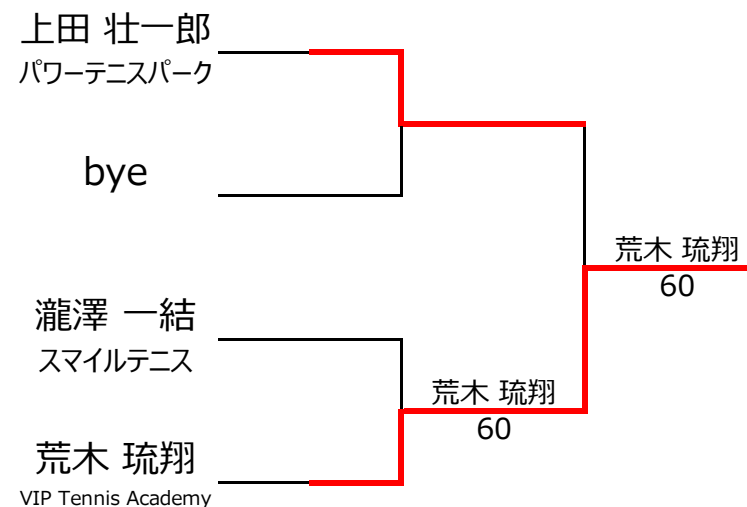 上田 壮一郎
パワーテニスパーク
bye
荒木 琉翔
60
瀧澤 一結
スマイルテニス
荒木 琉翔
60
荒木 琉翔
VIP Tennis Academy